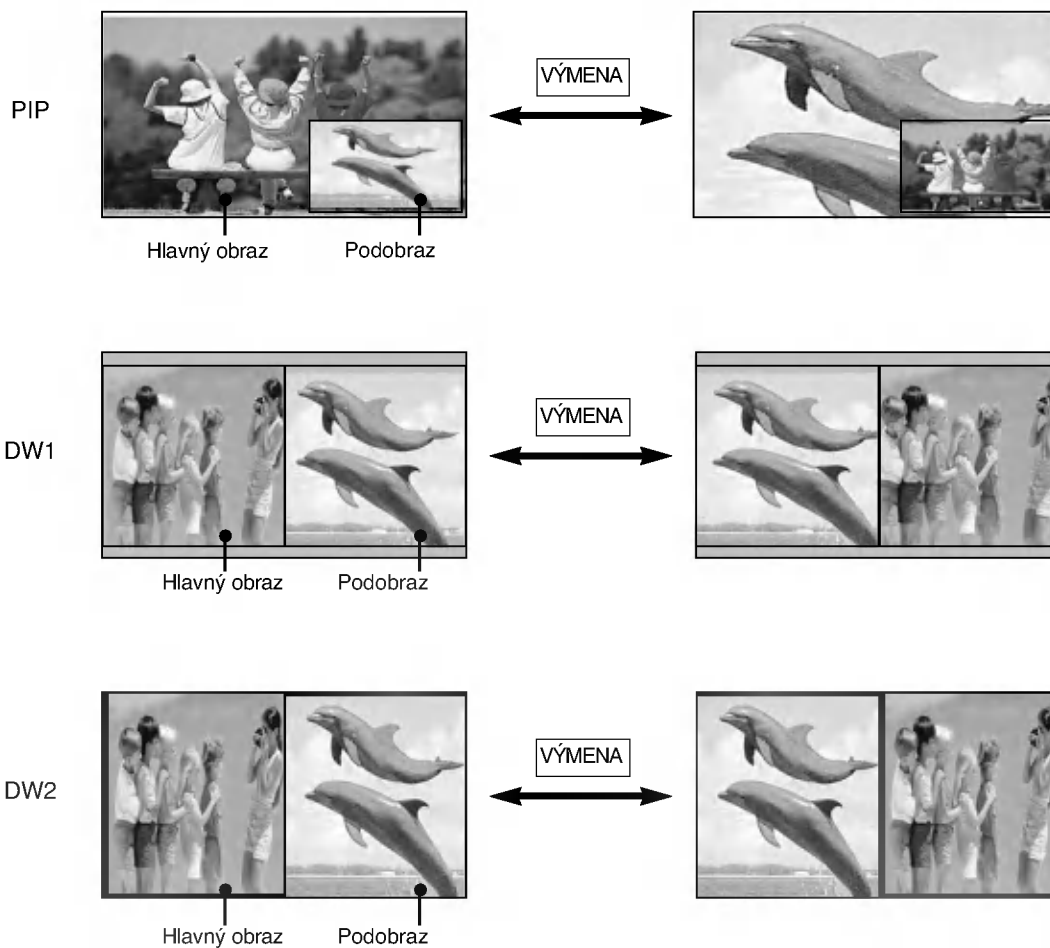 PIP
VÝMENA
Hlavný obraz Podobraz
DW1
VÝMENA
Hlavný obraz Podobraz
DW2
VÝMENA
Hlavný obraz Podobraz